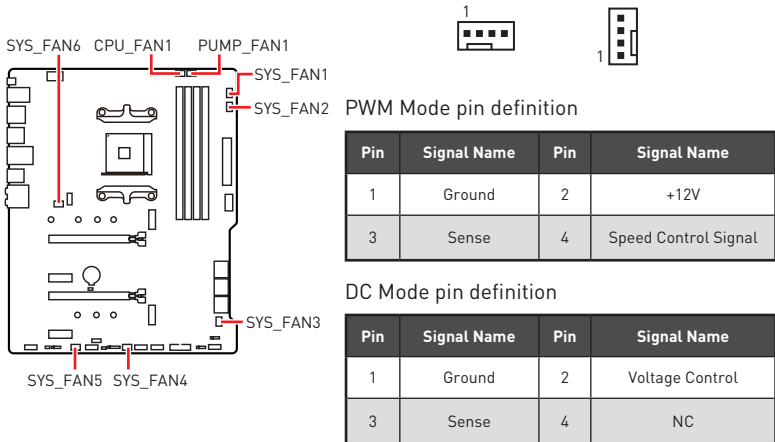 SYS_FAN6 CPU_FAN1 PUMP_FAN1
SYS_FAN1
SYS_FAN2
SYS_FAN3
SYS_FAN5 SYS_FAN4
1
1
PWM Mode pin definition
Pin Signal Name Pin Signal Name
1 Ground 2 +12V
3 Sense 4 Speed Control Signal
DC Mode pin definition
Pin Signal Name Pin Signal Name
1 Ground 2 Voltage Control
3 Sense 4 NC